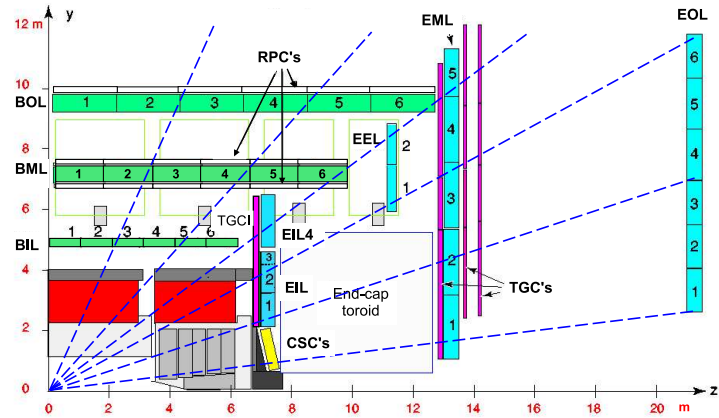 12 m
y
EML
EOL
RPC's
6
10
5
BOL
1 2 3 4 5 6
5
EEL
2
8
4
4
BML
1 2 3 4 5 6
1
3
3
6
TGCI
BIL
1 2 3 4 5 6
EIL4
2
4
3
2
EIL
2
1
End-cap
toroid
TGC's
1
2
CSC's
1
0
z
0 2 4 6 8 10 12 14 16 18 m 20